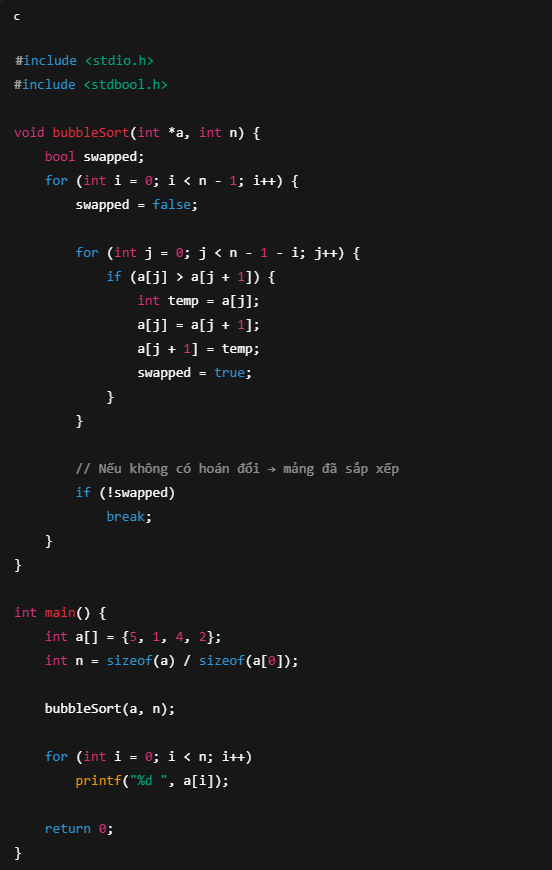 c
#include <stdio.h>
#include <stdbool.h>
void bubbleSort(int *a, int n) {
    bool swapped;
    for (int i = 0; i < n - 1; i++) {
        swapped = false;
        for (int j = 0; j < n - 1 - i; j++) {
            if (a[j] > a[j + 1]) {
                int temp = a[j];
                a[j] = a[j + 1];
                a[j + 1] = temp;
                swapped = true;
            }
        }
        // Nếu không có hoán đổi → mảng đã sắp xếp
        if (!swapped)
            break;
    }
}
int main() {
    int a[] = {5, 1, 4, 2};
    int n = sizeof(a) / sizeof(a[0]);
    bubbleSort(a, n);
    for (int i = 0; i < n; i++)
        printf("%d ", a[i]);
    return 0;
}